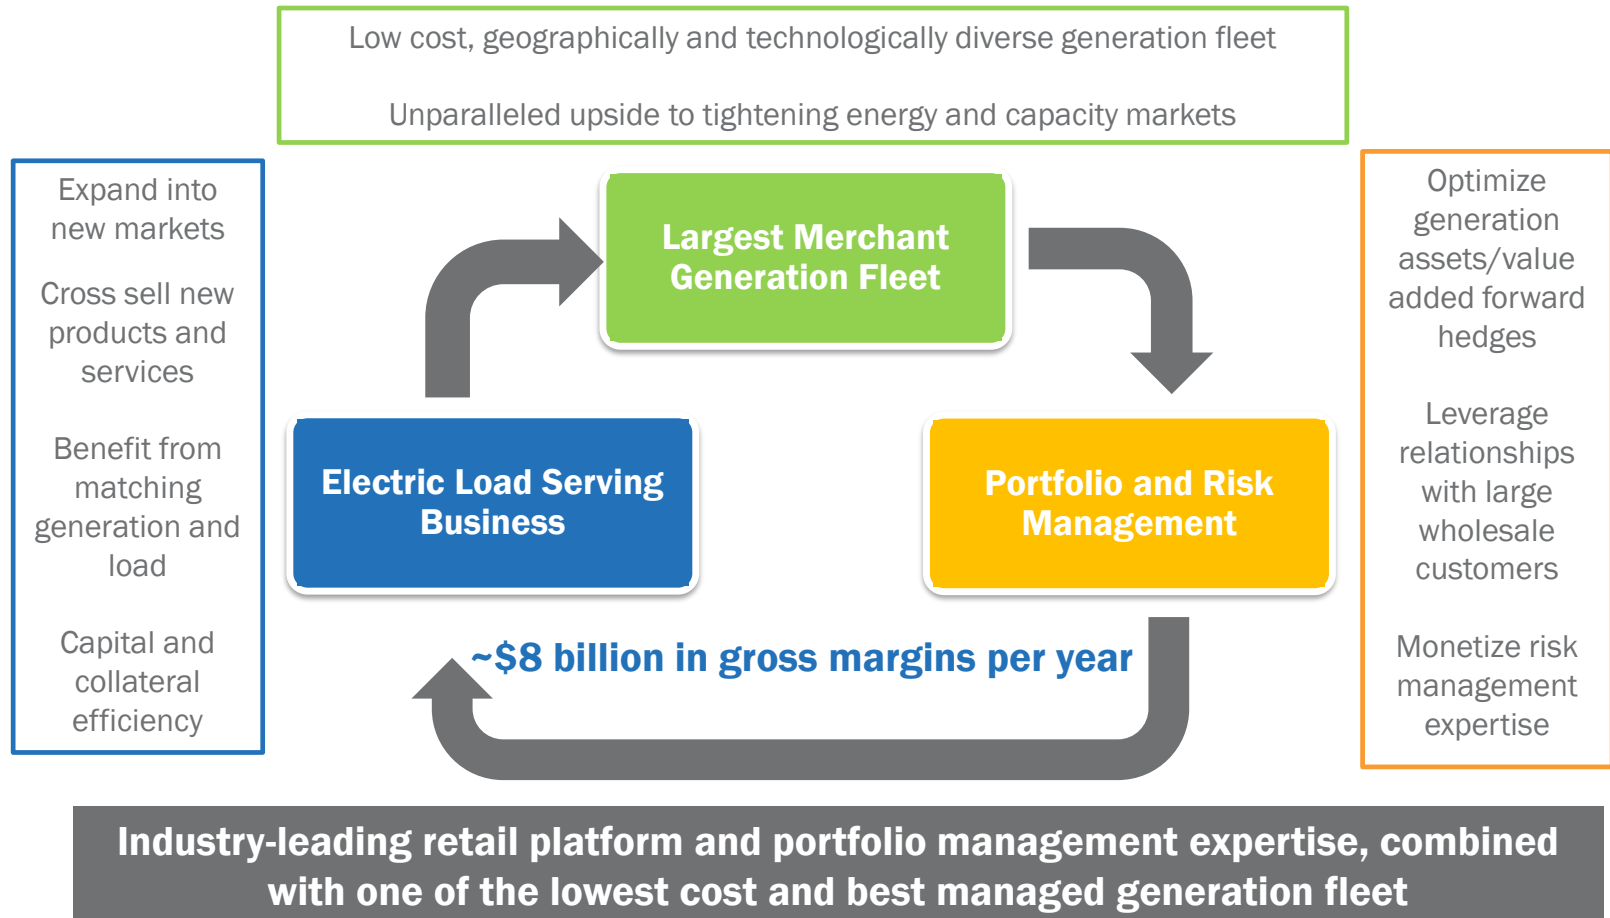 Low cost, geographically and technologically diverse generation fleet
Unparalleled upside to tightening energy and capacity markets
Expand into
new markets
Cross sell new
products and
services
Benefit from
matching
generation and
load
Capital and
collateral
efficiency
Largest Merchant
Generation Fleet
Electric Load Serving
Business
Portfolio and Risk
Management
~$8 billion in gross margins per year
Optimize
generation
assets/value
added forward
hedges
Leverage
relationships
with large
wholesale
customers
Monetize risk
management
expertise
Industry-leading retail platform and portfolio management expertise, combined
with one of the lowest cost and best managed generation fleet